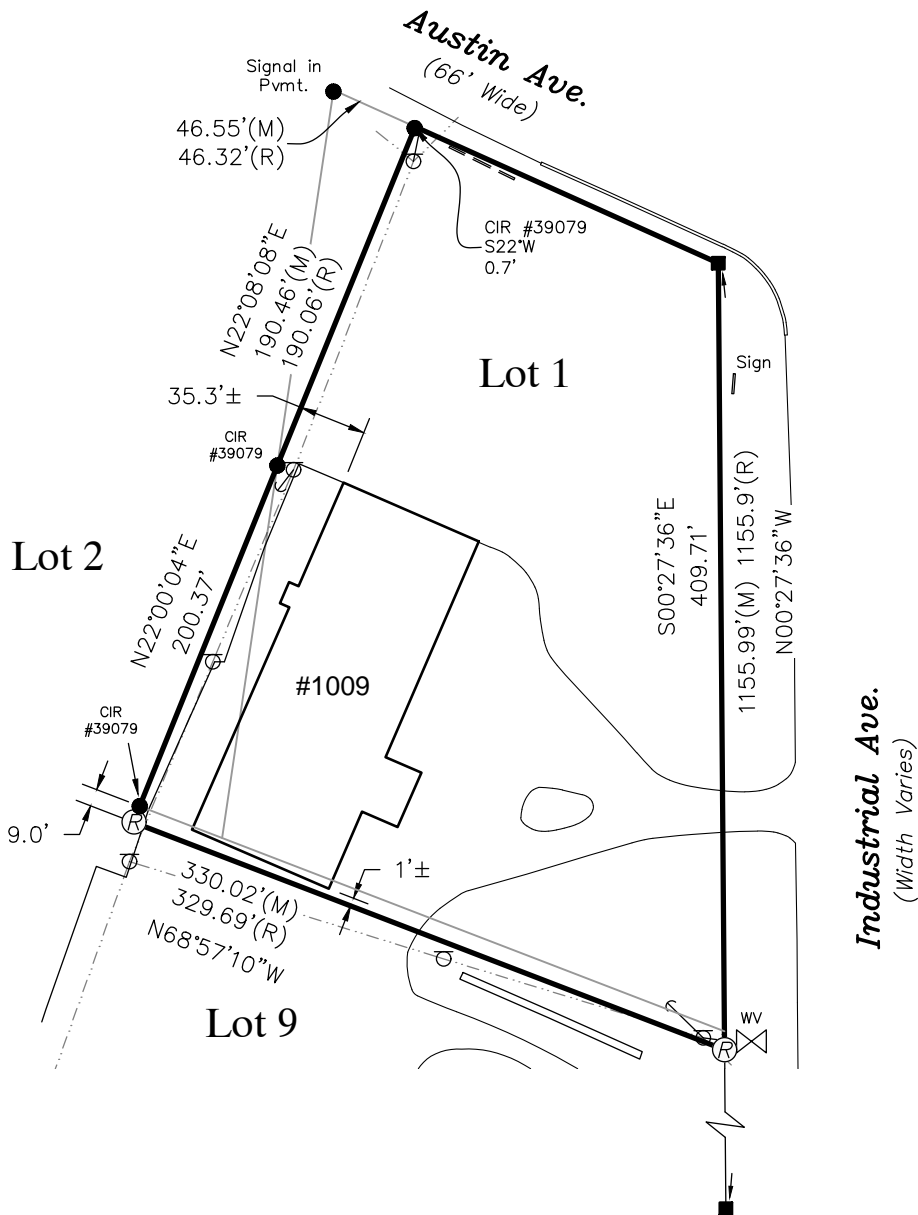 Austin Ave.
(66' Wide)
Signal in
Pvmt.
46.55'(M)
46.32'(R)
CIR #39079
S22°W
0.7'
N22°08'08"E
190.46'(M)
190.06'(R)
Lot 1
Sign
35.3'±
CIR
#39079
S00°27'36"E
409.71'
1155.99'(M) 1155.9'(R)
N00°27'36"W
Lot 2
N22°00'04"E
200.37'
#1009
CIR
#39079
Industrial Ave.
(Width Varies)
9.0'
R
1'±
330.02'(M)
329.69'(R)
N68°57'10"W
Lot 9
WV
R